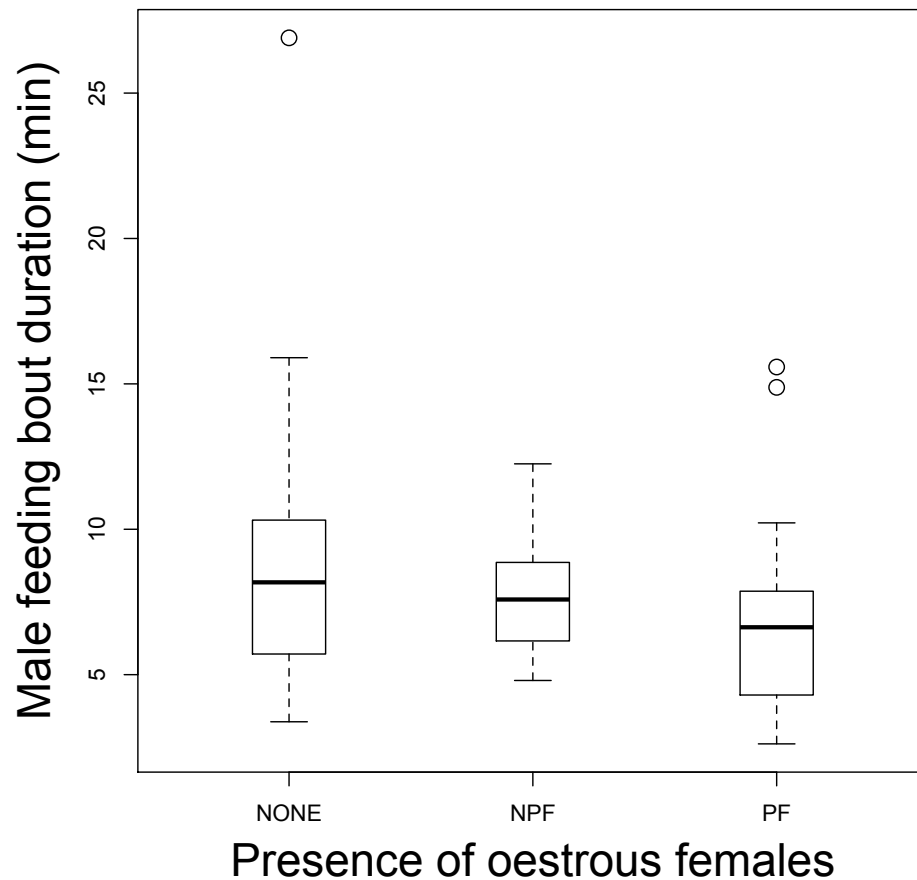 Male feeding bout duration (min)
25
20
15
10
5
NONE NPF PF
Presence of oestrous females